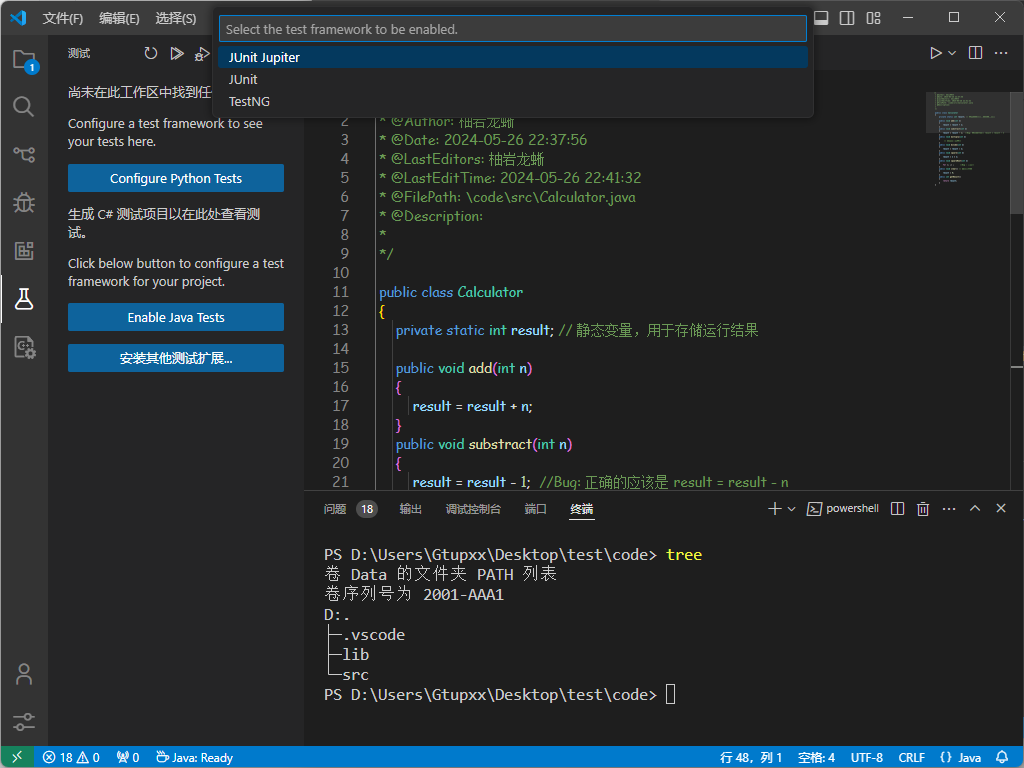 文件(F) 编辑(E) 选择(S)
Select the test framework to be enabled.
JUnit Jupiter
JUnit
TestNG
测试
尚未在此工作区中找到任
Configure a test framework to see
your tests here.
Configure Python Tests
生成 C# 测试项目以在此处查看测
试。
Click below button to configure a test
framework for your project.
Enable Java Tests
安装其他测试扩展...
1
2 * @Author: 柚岩龙蜥
3 * @Date: 2024-05-26 22:37:56
4 * @LastEditors: 柚岩龙蜥
5 * @LastEditTime: 2024-05-26 22:41:32
6 * @FilePath: \code\src\Calculator.java
7 * @Description:
8 *
9 */
10
11 public class Calculator
12 {
13 private static int result; // 静态变量，用于存储运行结果
14
15 public void add(int n)
16 {
17 result = result + n;
18 }
19 public void substract(int n)
20 {
21 result = result - 1; //Bug: 正确的应该是 result = result - n
问题 18 输出 调试控制台 端口 终端 powershell
PS D:\Users\Gtupxx\Desktop\test\code> tree
卷 Data 的文件夹 PATH 列表
卷序列号为 2001-AAA1
D:.
├─.vscode
├─lib
└─src
PS D:\Users\Gtupxx\Desktop\test\code>
18 0 0 Java: Ready 行 48，列 1 空格: 4 UTF-8 CRLF {} Java